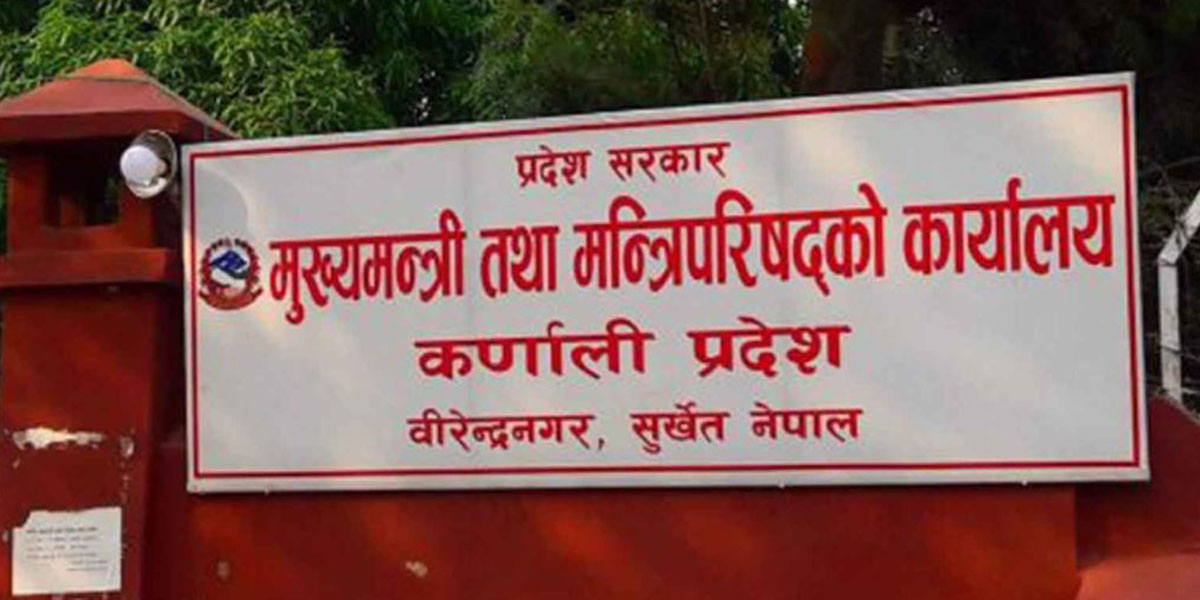 प्रदेश सरकार
मुख्यमन्त्री तथा मन्त्रिपरिषद्को कार्यालय
कर्णाली प्रदेश
वीरेन्द्रनगर, सुर्खेत नेपाल